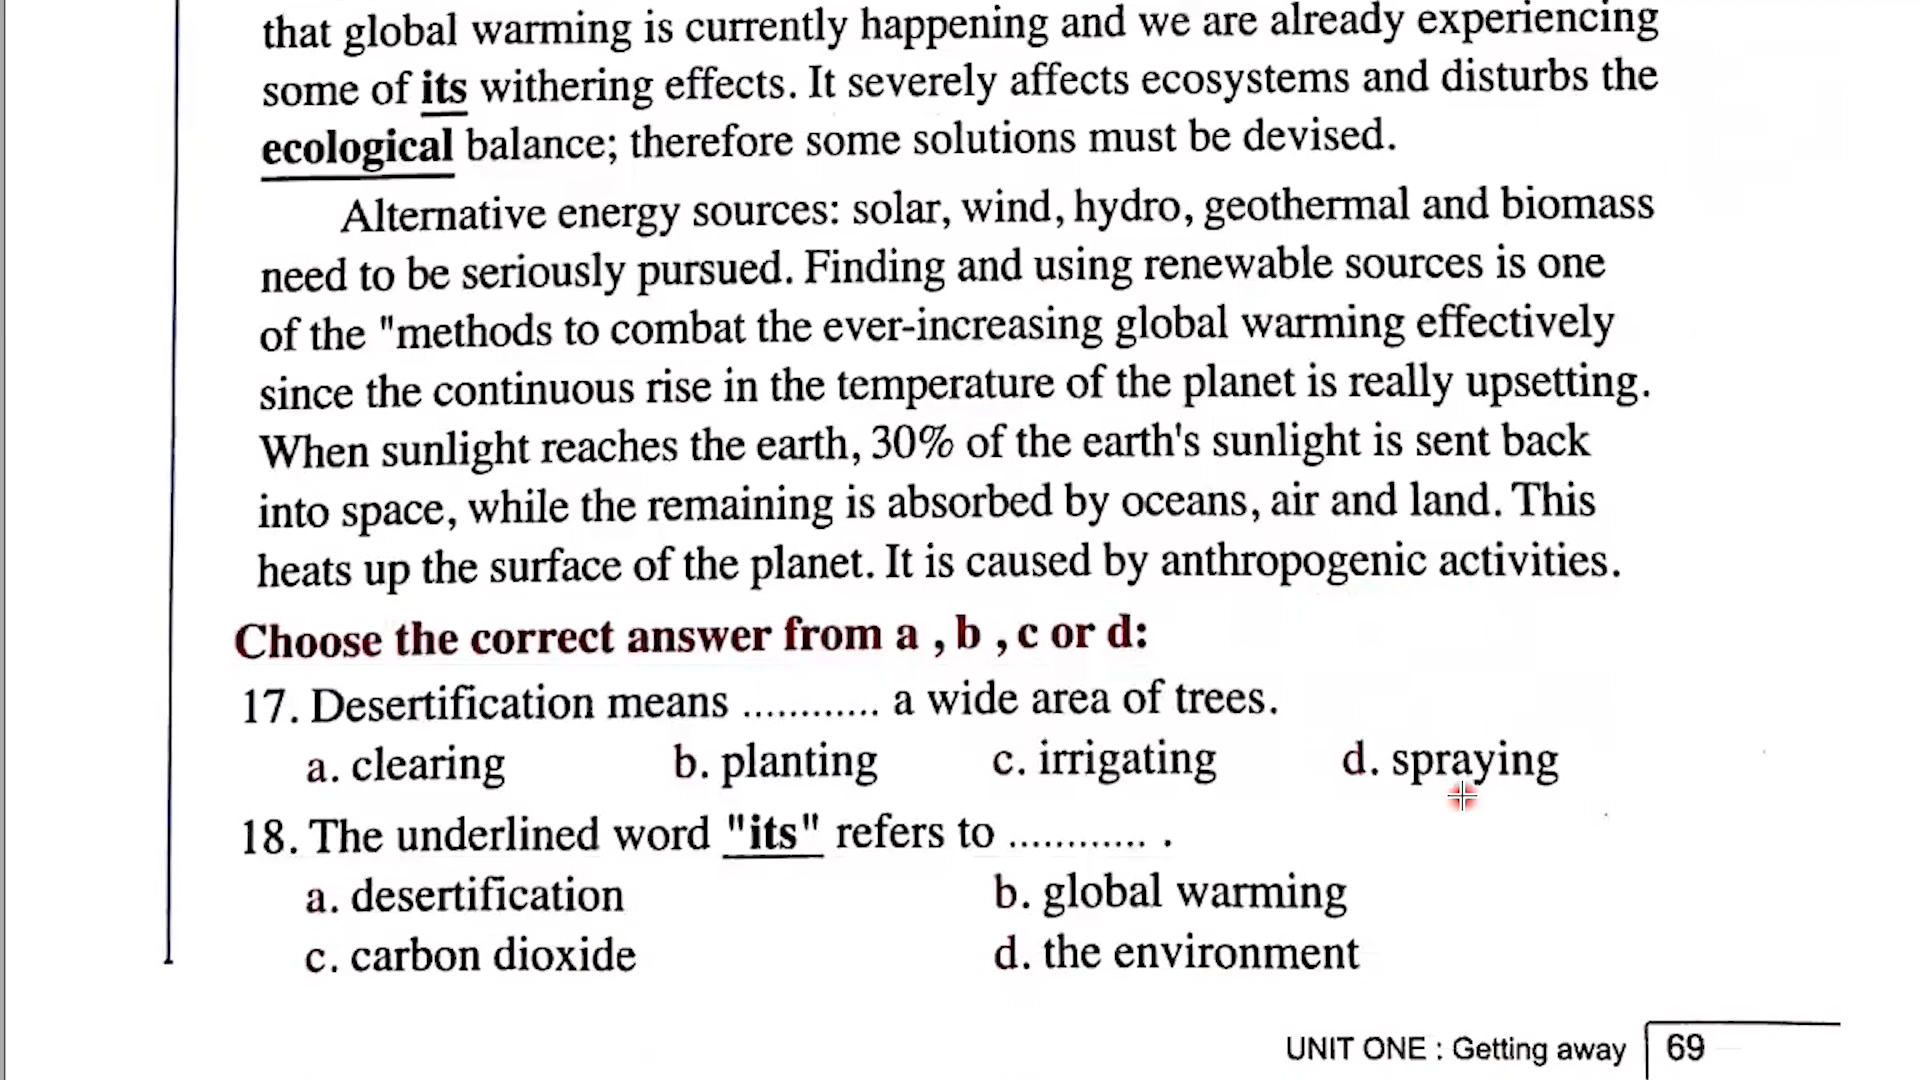 that global warming is currently happening and we are already experiencing
some of its withering effects. It severely affects ecosystems and disturbs the
ecological balance; therefore some solutions must be devised.
Alternative energy sources: solar, wind, hydro, geothermal and biomass
need to be seriously pursued. Finding and using renewable sources is one
of the "methods to combat the ever-increasing global warming effectively
since the continuous rise in the temperature of the planet is really upsetting.
When sunlight reaches the earth, 30% of the earth's sunlight is sent back
into space, while the remaining is absorbed by oceans, air and land. This
heats up the surface of the planet. It is caused by anthropogenic activities.
Choose the correct answer from a , b , c or d:
17. Desertification means ............ a wide area of trees.
a. clearing b. planting c. irrigating d. spraying
18. The underlined word "its" refers to ............ .
a. desertification b. global warming
c. carbon dioxide d. the environment
UNIT ONE : Getting away 69